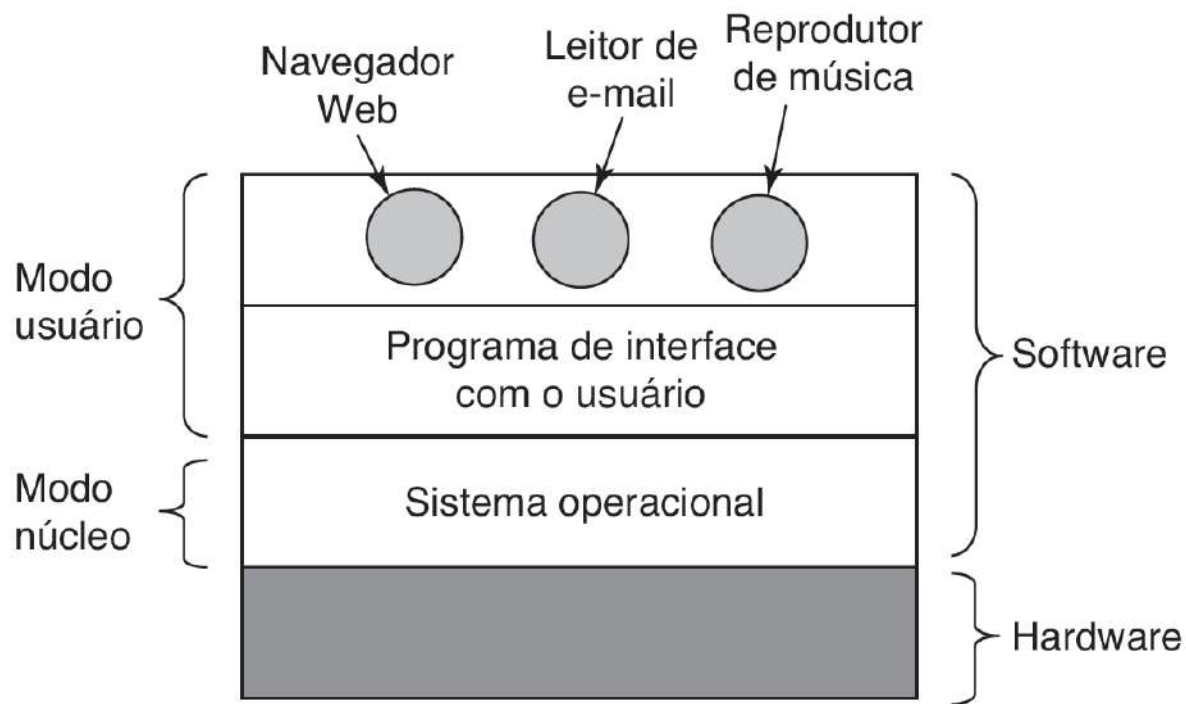 Navegador
Web
Leitor de
e-mail
Reprodutor
de música
Modo
usuário
Programa de interface
com o usuário
Software
Modo
núcleo
Sistema operacional
Hardware